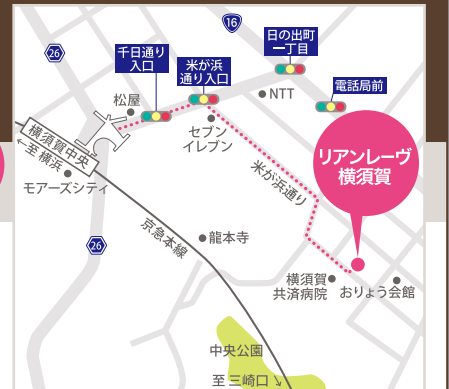 16
日の出町
一丁目
26
千日通り
入口
米が浜
通り入口
電話局前
NTT
松屋
セブン
イレブン
横須賀中央
←至 横浜
モアーズシティ
米が浜通り
リアンレーヴ
横須賀
京急本線
龍本寺
26
横須賀
共済病院
おりょう会館
中央公園
至 三崎口↘